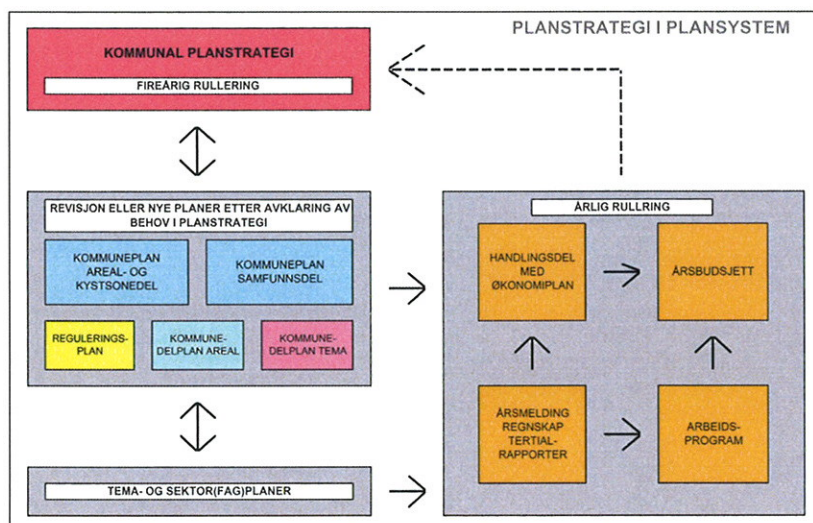 PLANSTRATEGI I PLANSYSTEM
KOMMUNAL PLANSTRATEGI
FIREÅRIG RULLERING
REVISJON ELLER NYE PLANER ETTER AVKLARING AV
BEHOV I PLANSTRATEGI
KOMMUNEPLAN
AREAL- OG
KYSTSONEDEL
KOMMUNEPLAN
SAMFUNNSDEL
REGULERINGS-
PLAN
KOMMUNE-
DELPLAN AREAL
KOMMUNE-
DELPLAN TEMA
TEMA- OG SEKTOR(FAG)PLANER
ÅRLIG RULLRING
HANDLINGSDEL
MED
ØKONOMIPLAN
ÅRSBUDSJETT
ÅRSMELDING
REGNSKAP
TERTIAL-
RAPPORTER
ARBEIDS-
PROGRAM